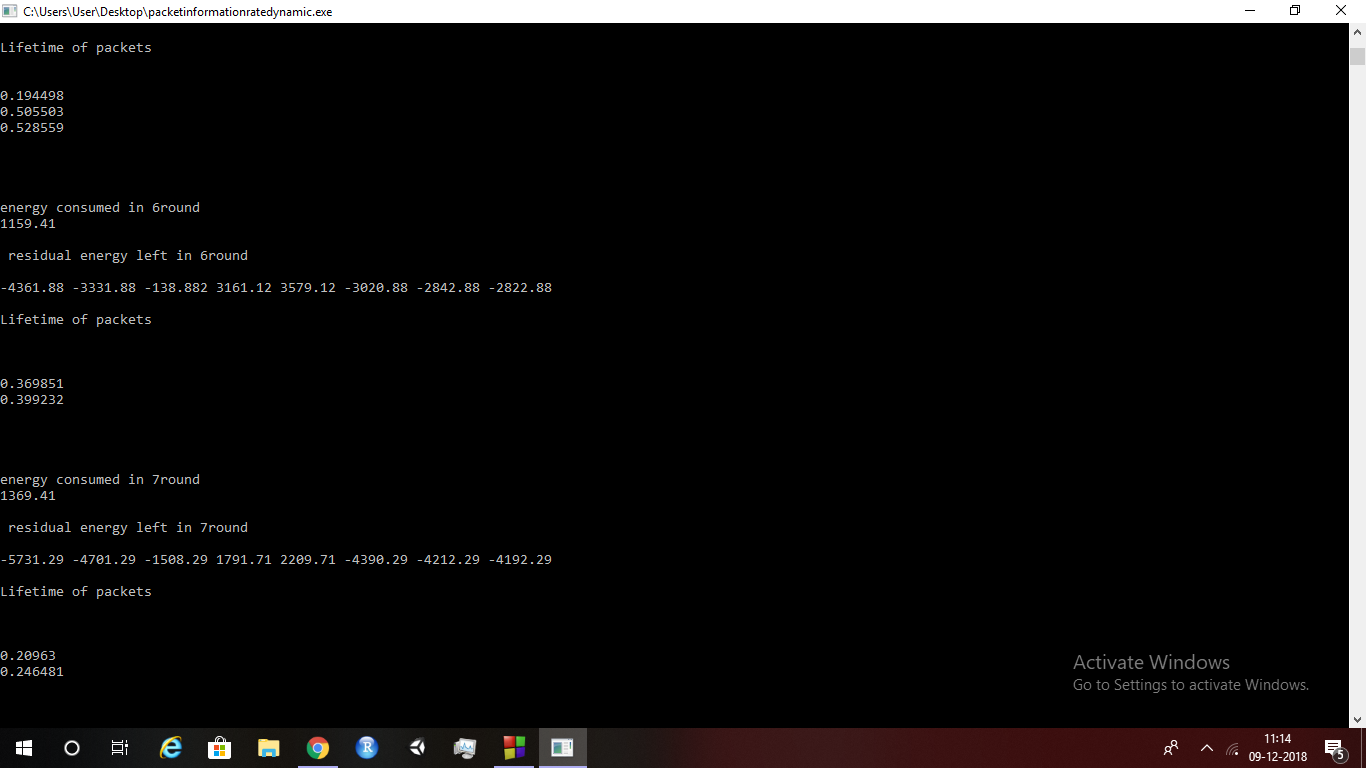 C:\Users\User\Desktop\packetinformationratedynamic.exe
Lifetime of packets
0.194498
0.505503
0.528559
energy consumed in 6round
1159.41
residual energy left in 6round
-4361.88 -3331.88 -138.882 3161.12 3579.12 -3020.88 -2842.88 -2822.88
Lifetime of packets
0.369851
0.399232
energy consumed in 7round
1369.41
residual energy left in 7round
-5731.29 -4701.29 -1508.29 1791.71 2209.71 -4390.29 -4212.29 -4192.29
Lifetime of packets
0.20963
0.246481
Activate Windows
Go to Settings to activate Windows.
R
11:14
09-12-2018
5